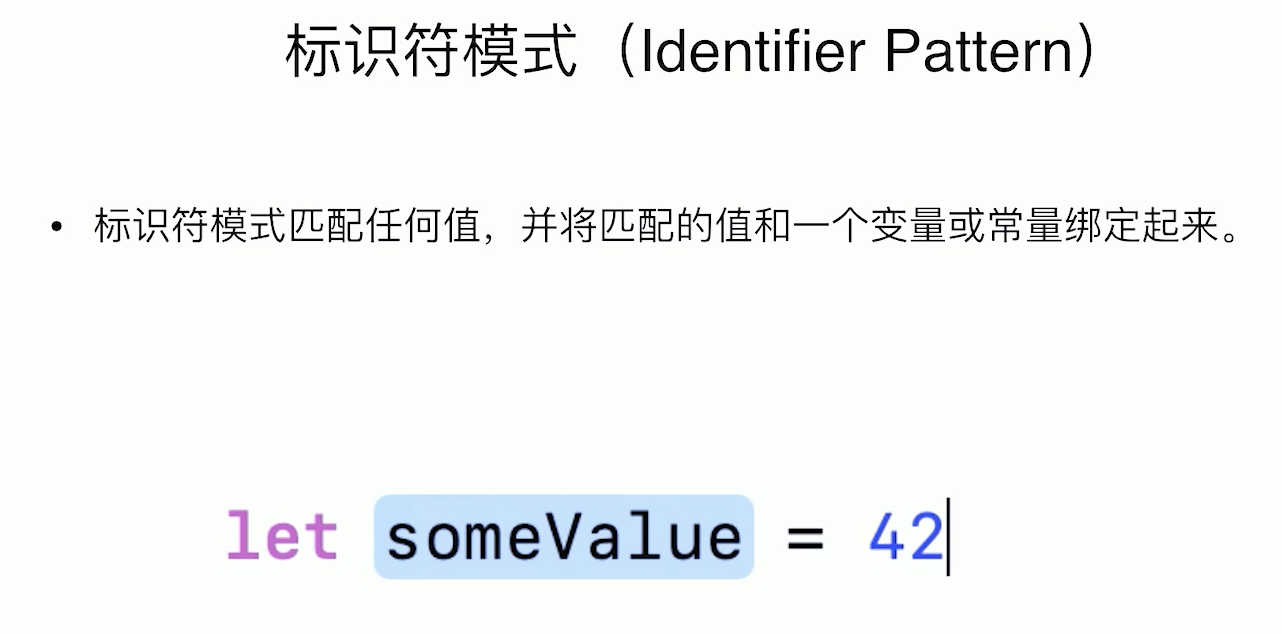 标识符模式（Identifier Pattern）
• 标识符模式匹配任何值，并将匹配的值和一个变量或常量绑定起来。
let someValue = 42